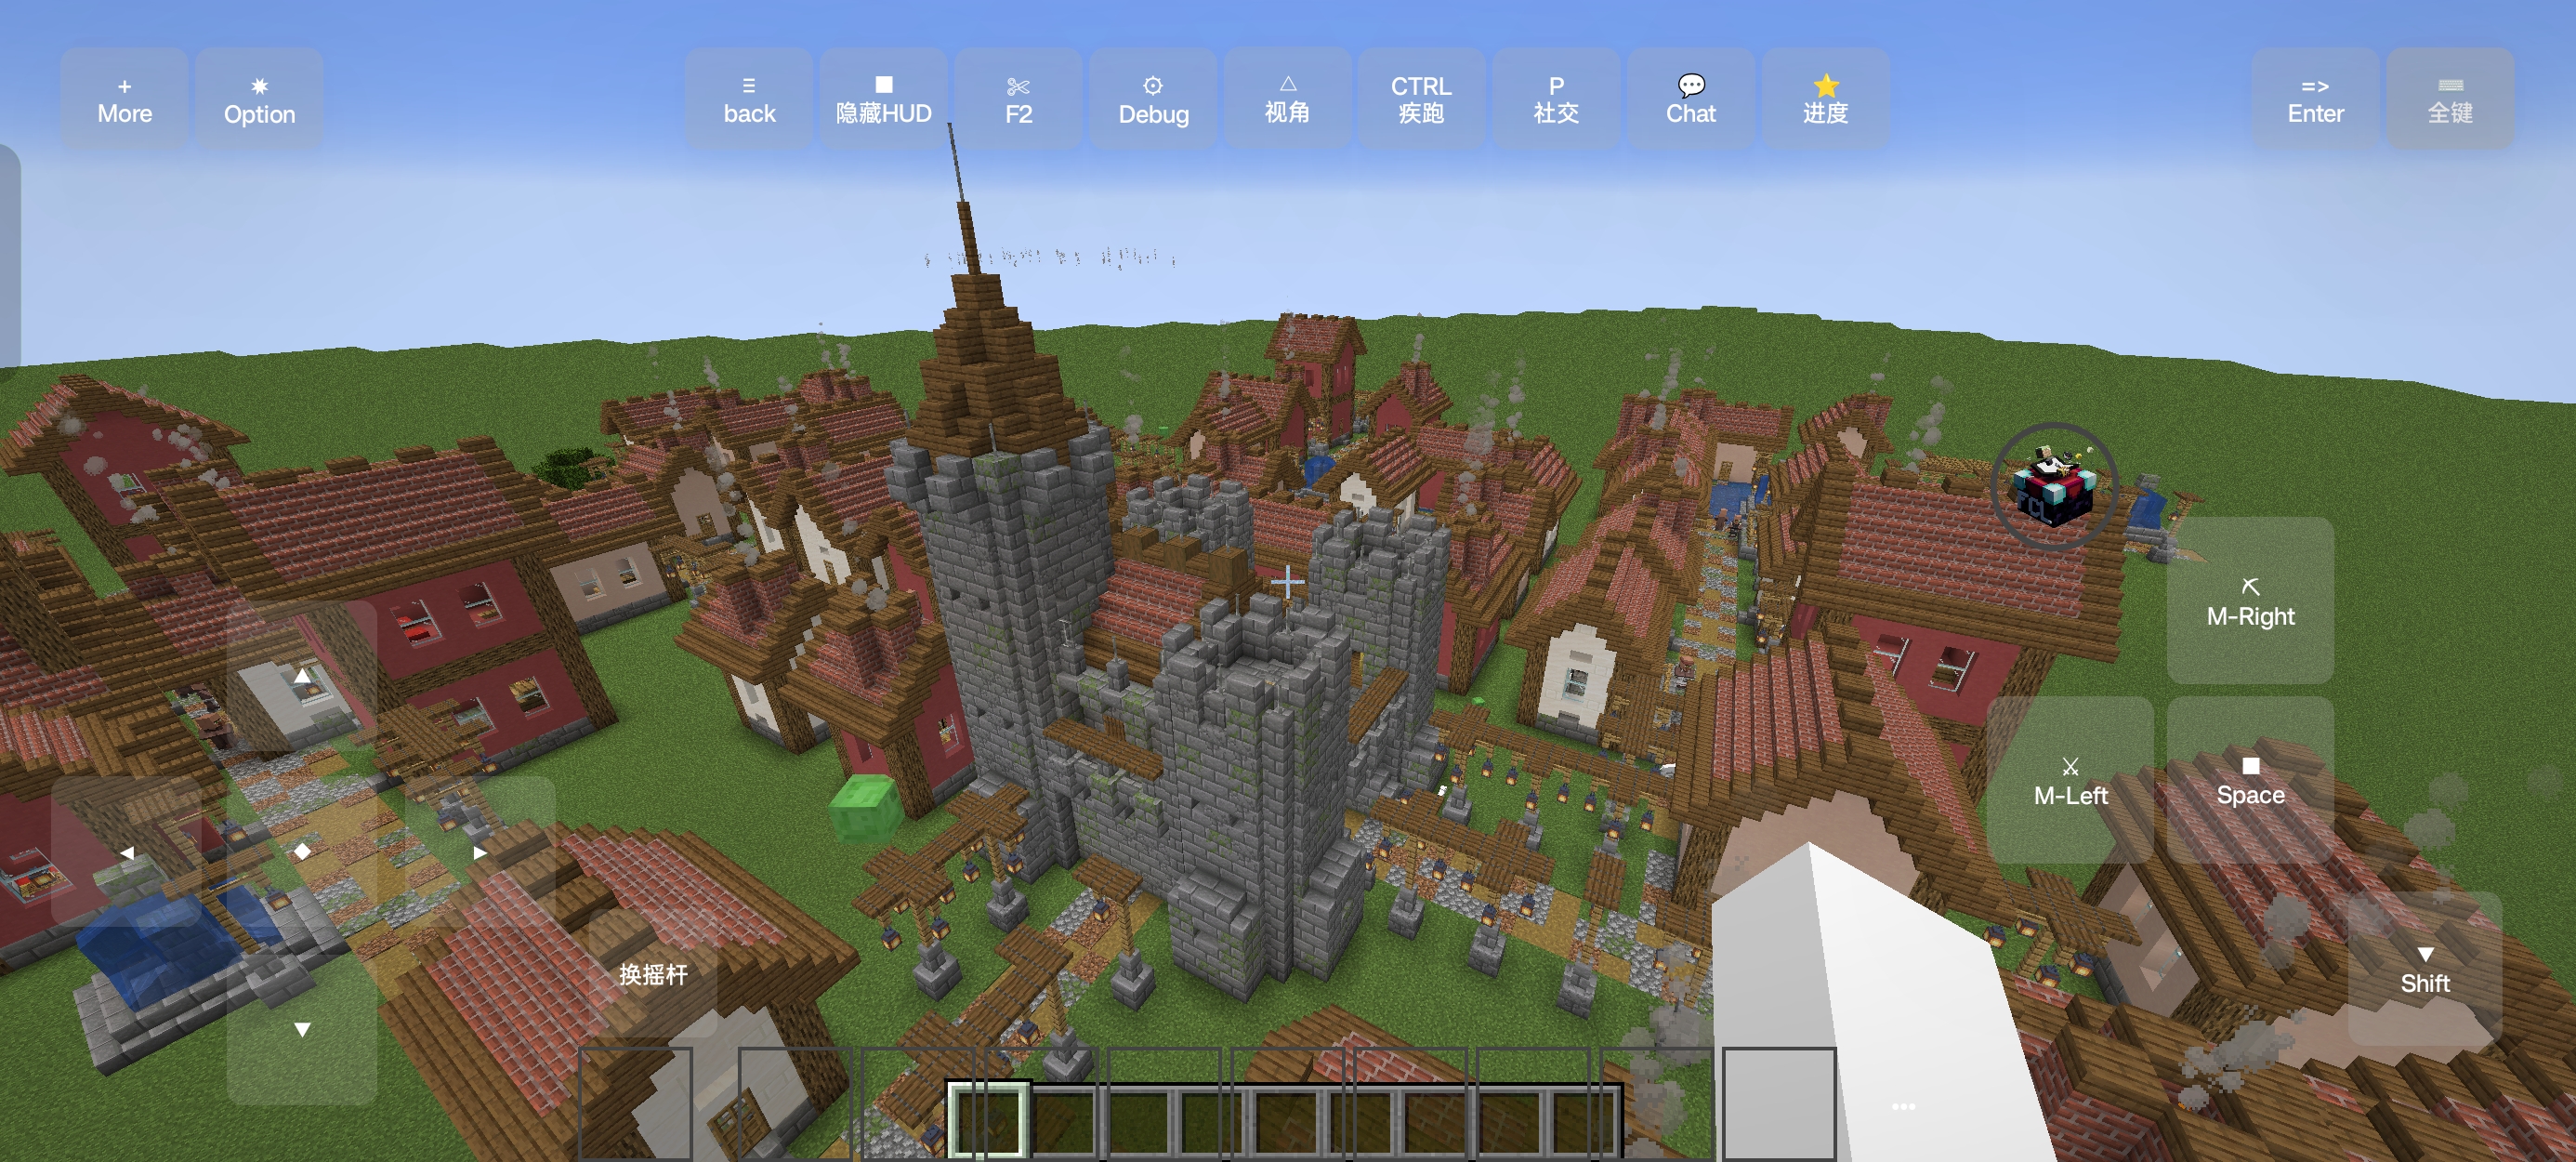 +
More
Option
back
隐藏HUD
F2
Debug
视角
CTRL
疾跑
P
社交
Chat
进度
=>
Enter
全键
FCL
M-Right
M-Left
Space
Shift
换摇杆